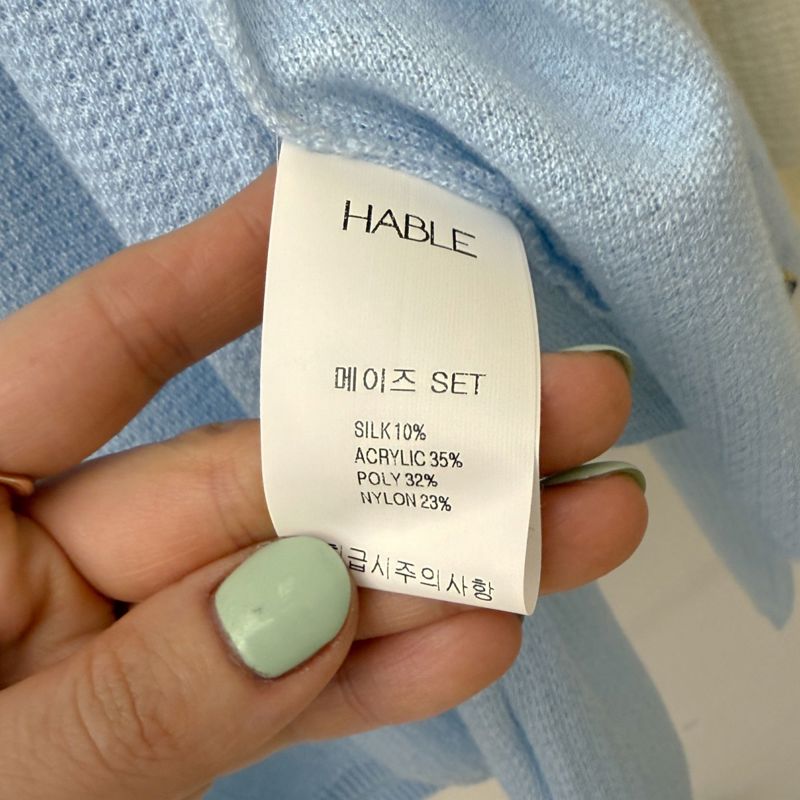 HABLE
메이즈 SET
SILK 10%
ACRYLIC 35%
POLY 32%
NYLON 23%
취급시주의사항